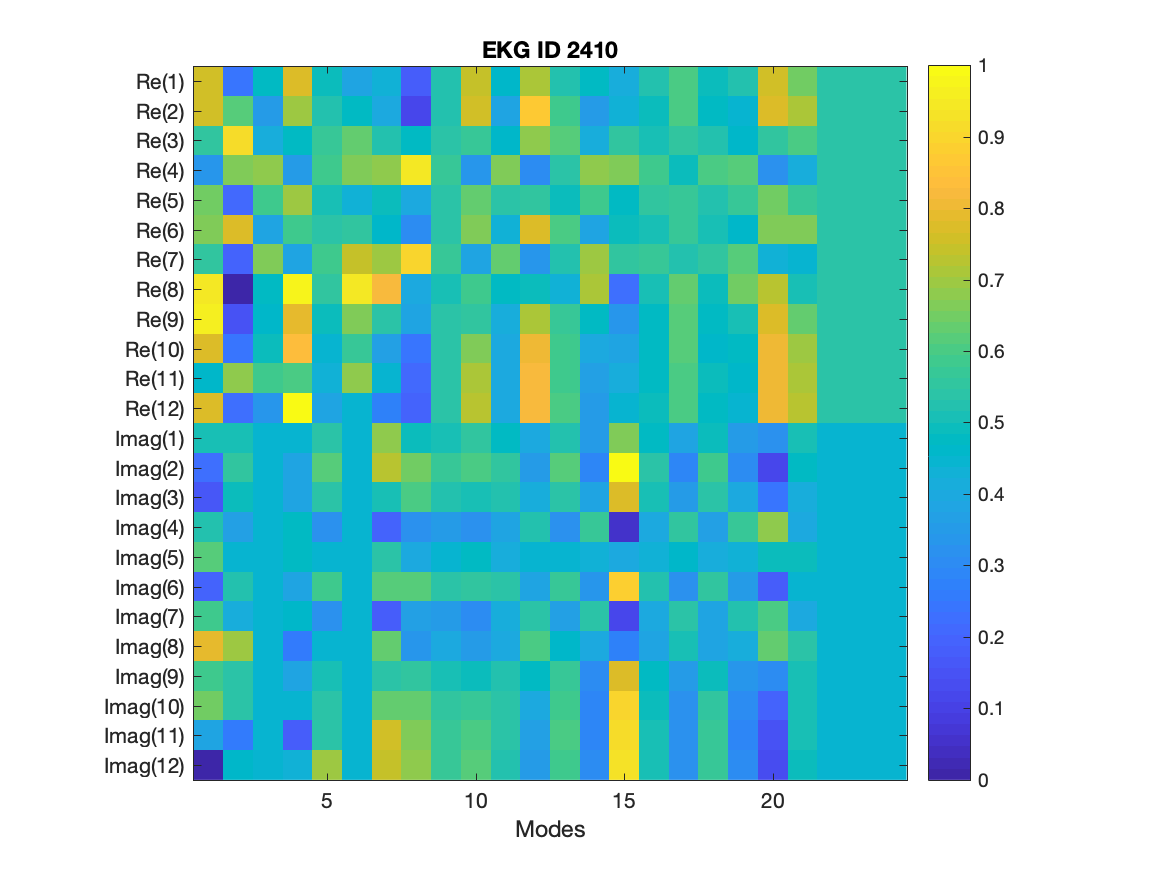 EKG ID 2410
Re(1)
Re(2)
Re(3)
Re(4)
Re(5)
Re(6)
Re(7)
Re(8)
Re(9)
Re(10)
Re(11)
Re(12)
Imag(1)
Imag(2)
Imag(3)
Imag(4)
Imag(5)
Imag(6)
Imag(7)
Imag(8)
Imag(9)
Imag(10)
Imag(11)
Imag(12)
5 10 15 20
Modes
1
0.9
0.8
0.7
0.6
0.5
0.4
0.3
0.2
0.1
0